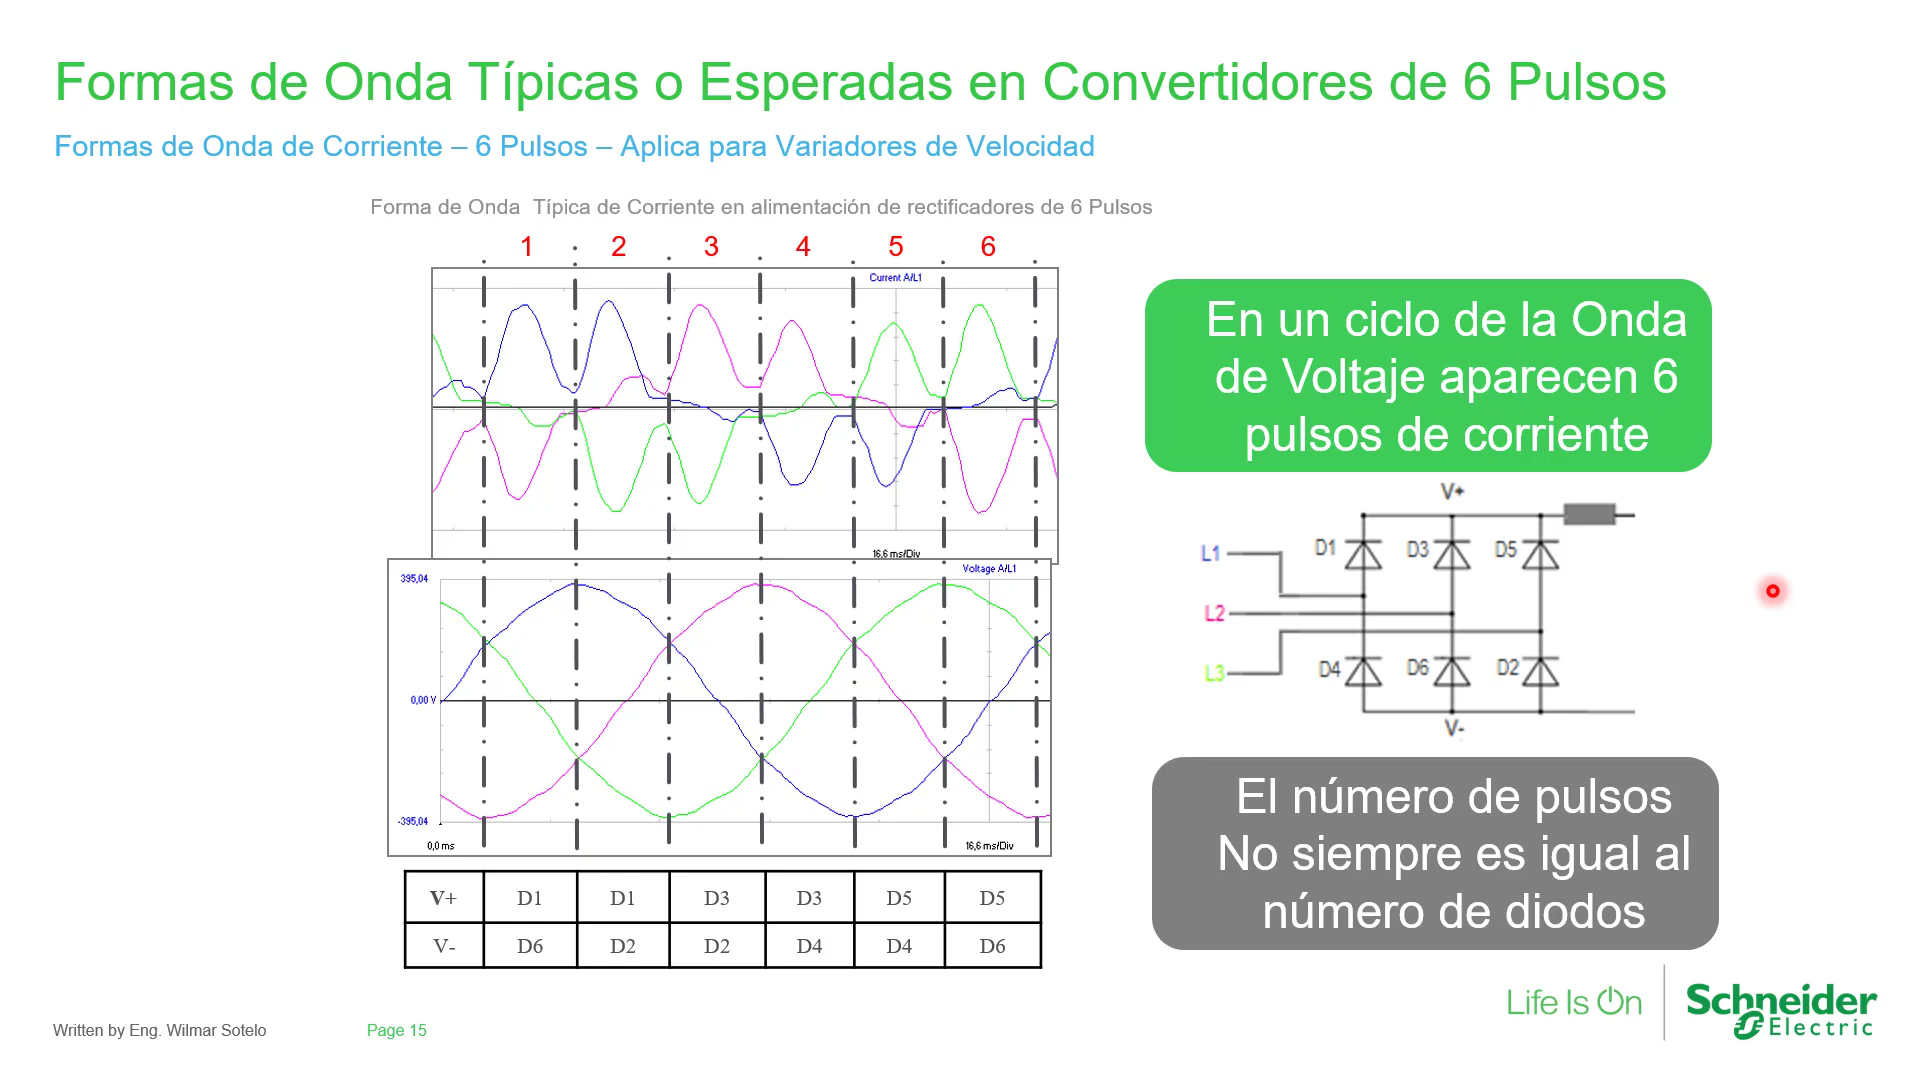 Formas de Onda Típicas o Esperadas en Convertidores de 6 Pulsos
Formas de Onda de Corriente – 6 Pulsos – Aplica para Variadores de Velocidad
Forma de Onda  Típica de Corriente en alimentación de rectificadores de 6 Pulsos
1 2 3 4 5 6
Current A/L1
16,6 ms/Div
Voltage A/L1
395,04
0,00 V
-395,04
0,0 ms
16,6 ms/Div
V+ D1 D1 D3 D3 D5 D5
V- D6 D2 D2 D4 D4 D6
En un ciclo de la Onda
de Voltaje aparecen 6
pulsos de corriente
V+
L1 D1 D3 D5
L2
L3 D4 D6 D2
V-
El número de pulsos
No siempre es igual al
número de diodos
Life Is On
Schneider
Electric
Written by Eng. Wilmar Sotelo
Page 15